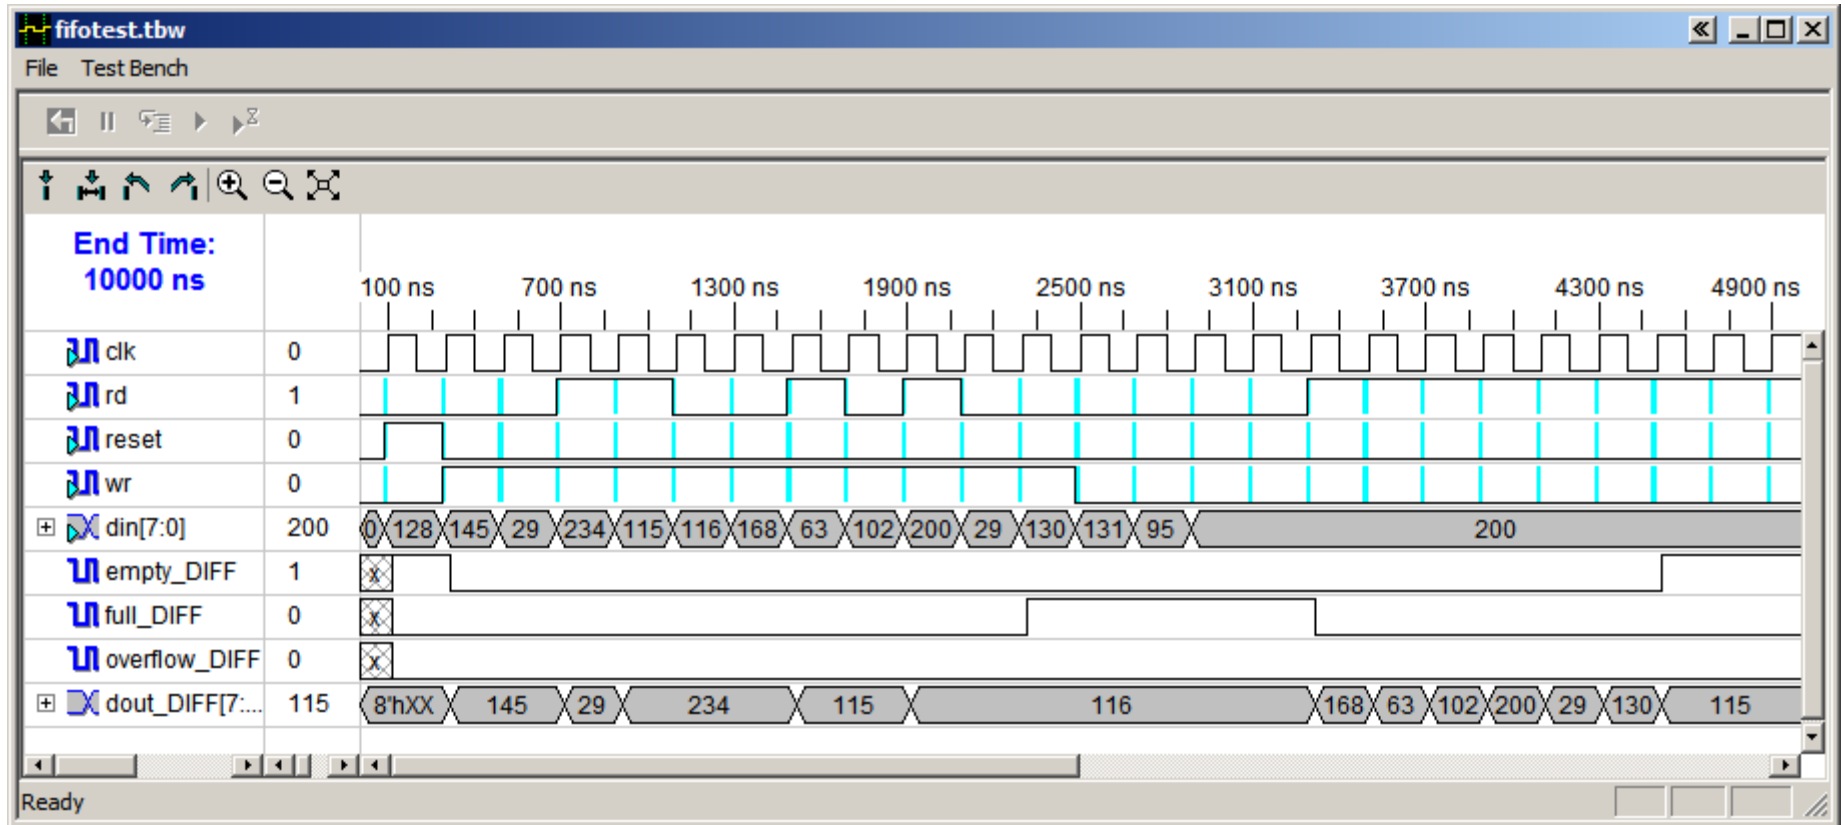 fifotest.tbw
File Test Bench
End Time:
10000 ns
100 ns 700 ns 1300 ns 1900 ns 2500 ns 3100 ns 3700 ns 4300 ns 4900 ns
clk 0
rd 1
reset 0
wr 0
din[7:0] 200 0 128 145 29 234 115 116 168 63 102 200 29 130 131 95 200
empty_DIFF 1 x
full_DIFF 0 x
overflow_DIFF 0 x
dout_DIFF[7:... 115 8'hXX 145 29 234 115 116 168 63 102 200 29 130 115
Ready